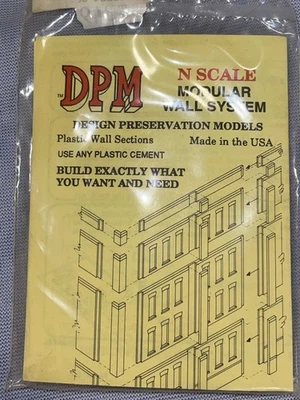 ™DPM
N SCALE
MODULAR
WALL SYSTEM
DESIGN PRESERVATION MODELS
Plastic Wall Sections Made in the USA
USE ANY PLASTIC CEMENT
BUILD EXACTLY WHAT
YOU WANT AND NEED